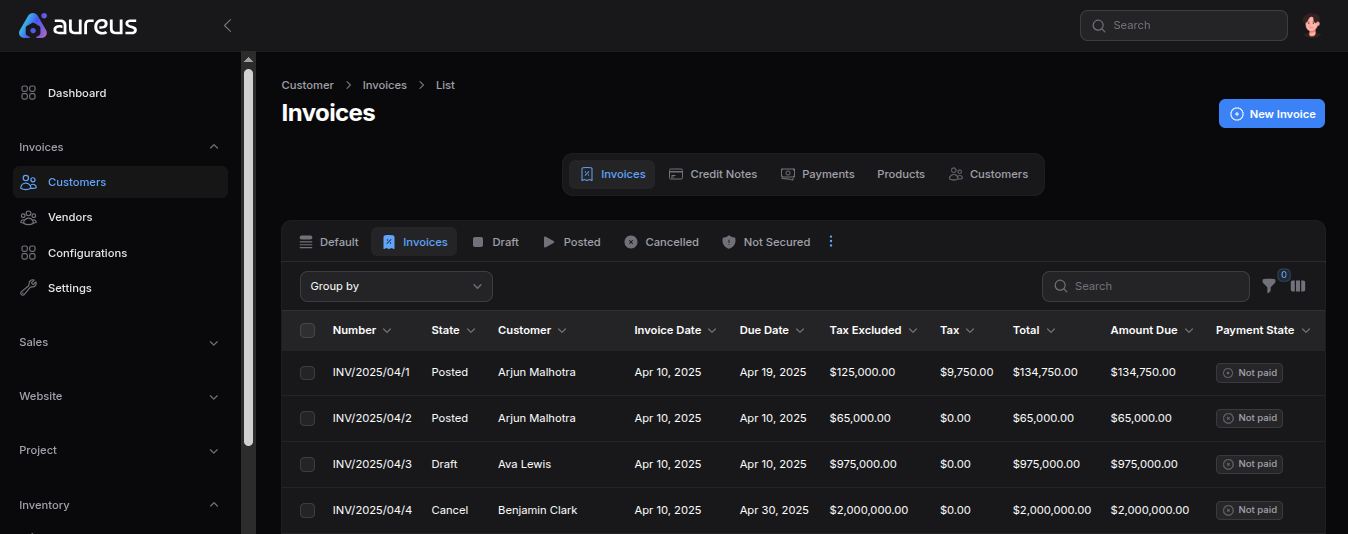 aureus
Search
Dashboard
Invoices
Customers
Vendors
Configurations
Settings
Sales
Website
Project
Inventory
Customer Invoices List
Invoices
New Invoice
Invoices Credit Notes Payments Products Customers
Default Invoices Draft Posted Cancelled Not Secured
Group by
Search
0
Number State Customer Invoice Date Due Date Tax Excluded Tax Total Amount Due Payment State
INV/2025/04/1 Posted Arjun Malhotra Apr 10, 2025 Apr 19, 2025 $125,000.00 $9,750.00 $134,750.00 $134,750.00 Not paid
INV/2025/04/2 Posted Arjun Malhotra Apr 10, 2025 Apr 10, 2025 $65,000.00 $0.00 $65,000.00 $65,000.00 Not paid
INV/2025/04/3 Draft Ava Lewis Apr 10, 2025 Apr 10, 2025 $975,000.00 $0.00 $975,000.00 $975,000.00 Not paid
INV/2025/04/4 Cancel Benjamin Clark Apr 10, 2025 Apr 30, 2025 $2,000,000.00 $0.00 $2,000,000.00 $2,000,000.00 Not paid